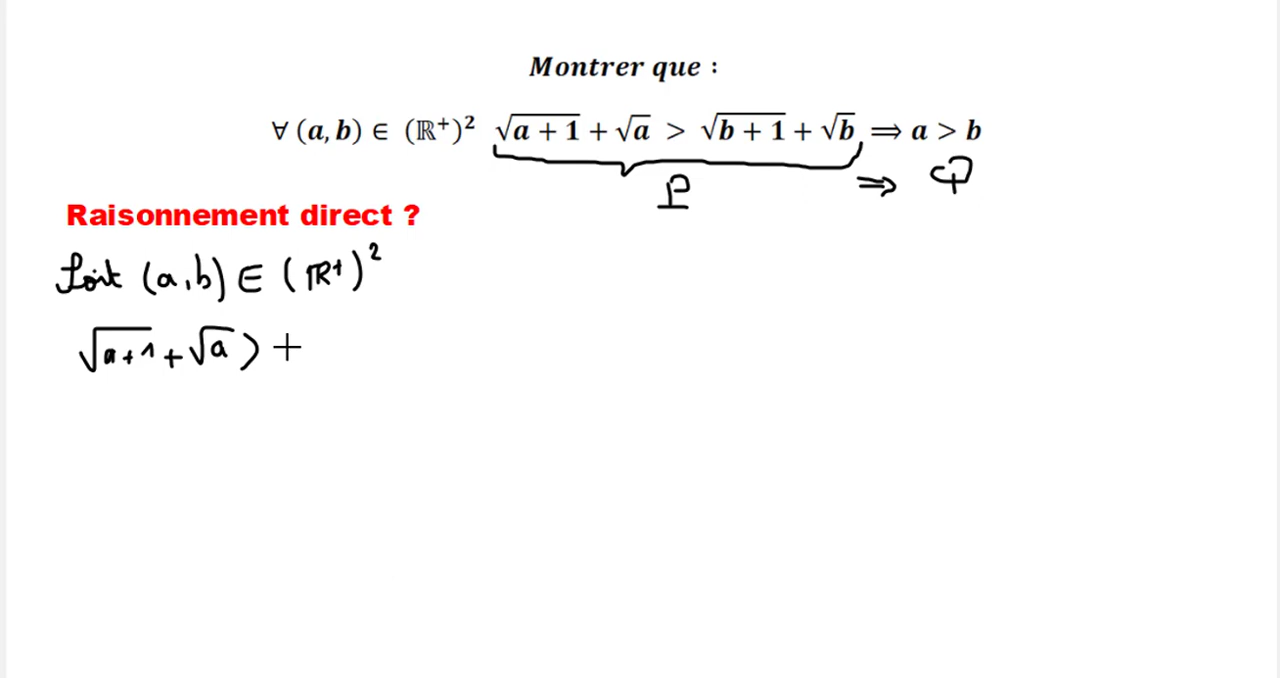 Montrer que :
∀ (a, b) ∈ (ℝ⁺)² √(a + 1) + √a > √(b + 1) + √b ⟹ a > b
P ⟹ Q
Raisonnement direct ?
Soit (a, b) ∈ (ℝ⁺)²
√(a+1) + √a >